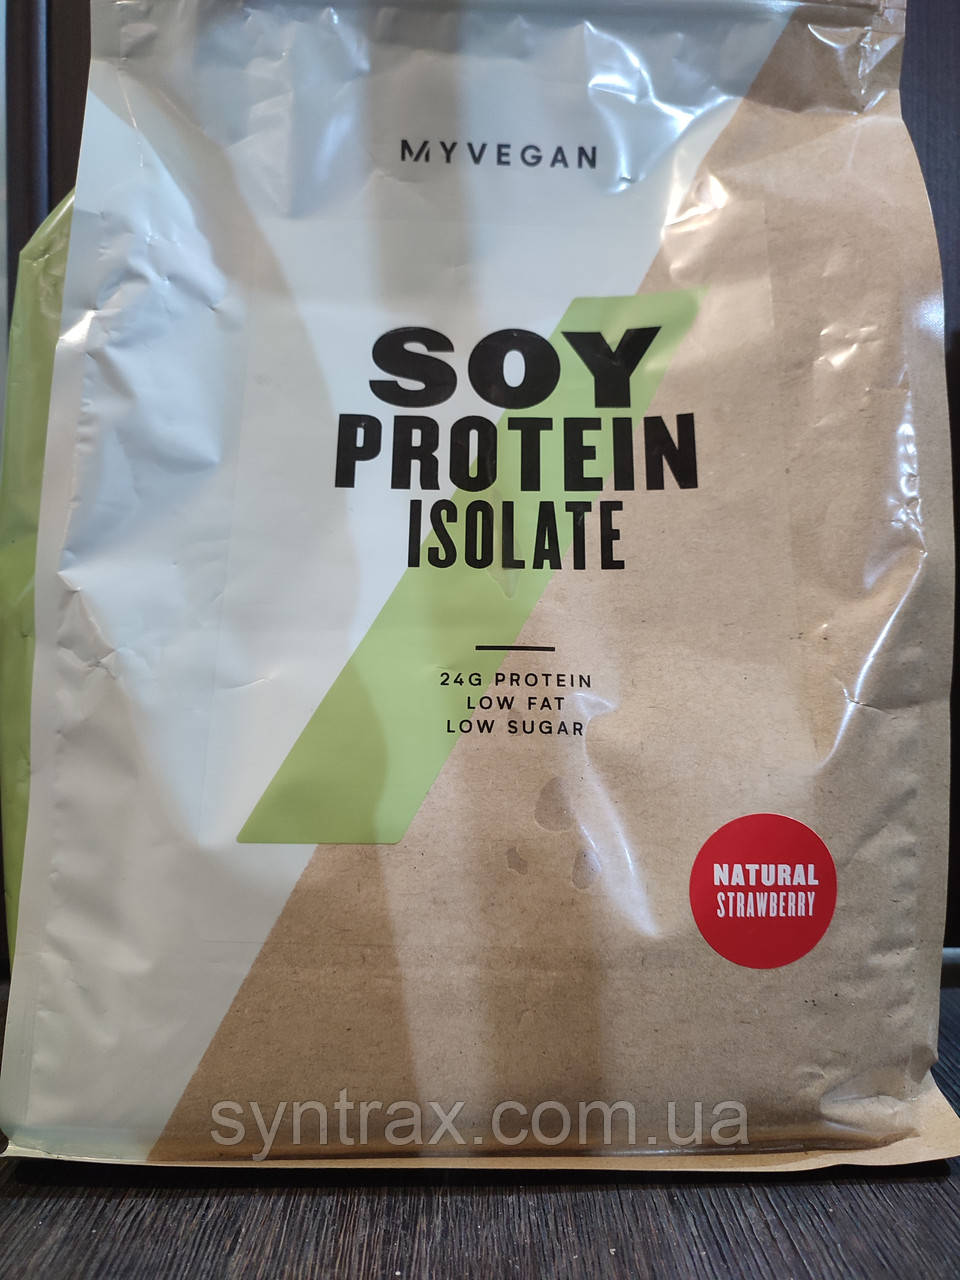 MYVEGAN
SOY
PROTEIN
ISOLATE
24G PROTEIN
LOW FAT
LOW SUGAR
NATURAL
STRAWBERRY
syntrax.com.ua